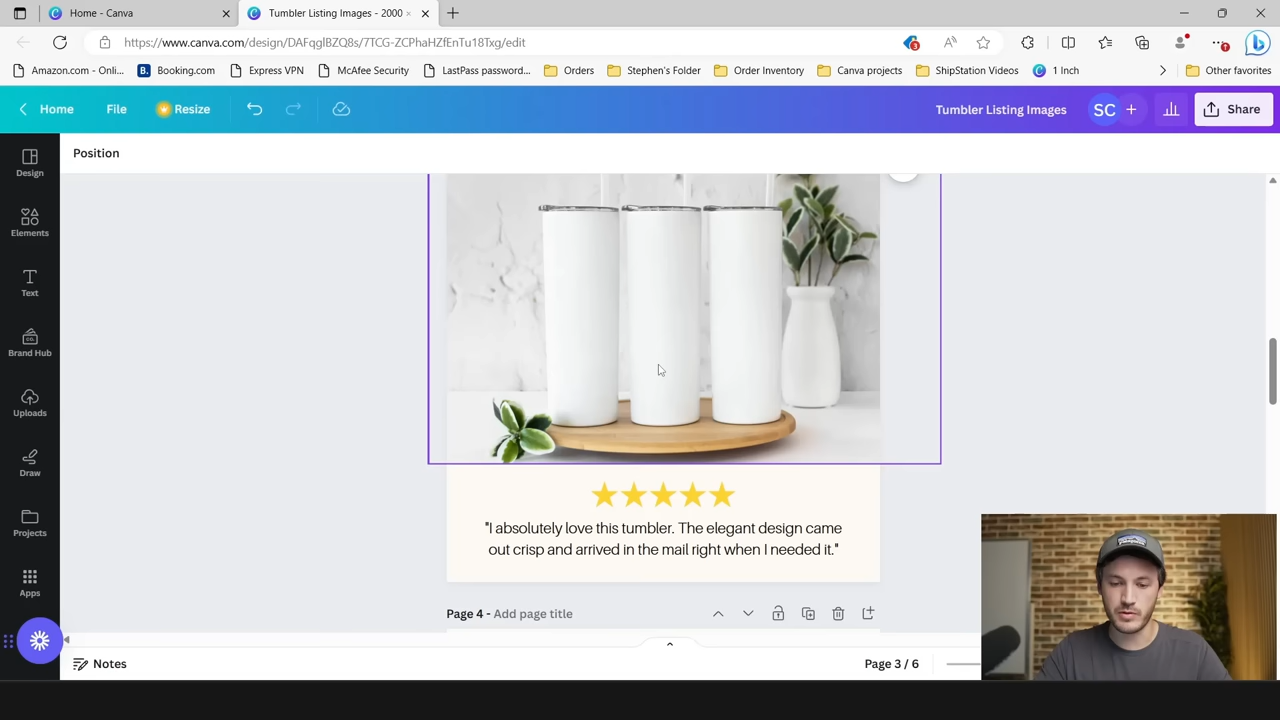 Home - Canva
Tumbler Listing Images - 2000
https://www.canva.com/design/DAFqglBZQ8s/7TCG-ZCPhaHZfEnTu18Txg/edit
3
Amazon.com - Onli...
B. Booking.com
Express VPN
McAfee Security
LastPass password...
Orders
Stephen's Folder
Order Inventory
Canva projects
ShipStation Videos
1 Inch
Other favorites
Home
File
Resize
Tumbler Listing Images
SC
Share
Position
Design
Elements
Text
Brand Hub
Uploads
Draw
Projects
Apps
"I absolutely love this tumbler. The elegant design came
out crisp and arrived in the mail right when I needed it."
Page 4 - Add page title
Notes
Page 3 / 6